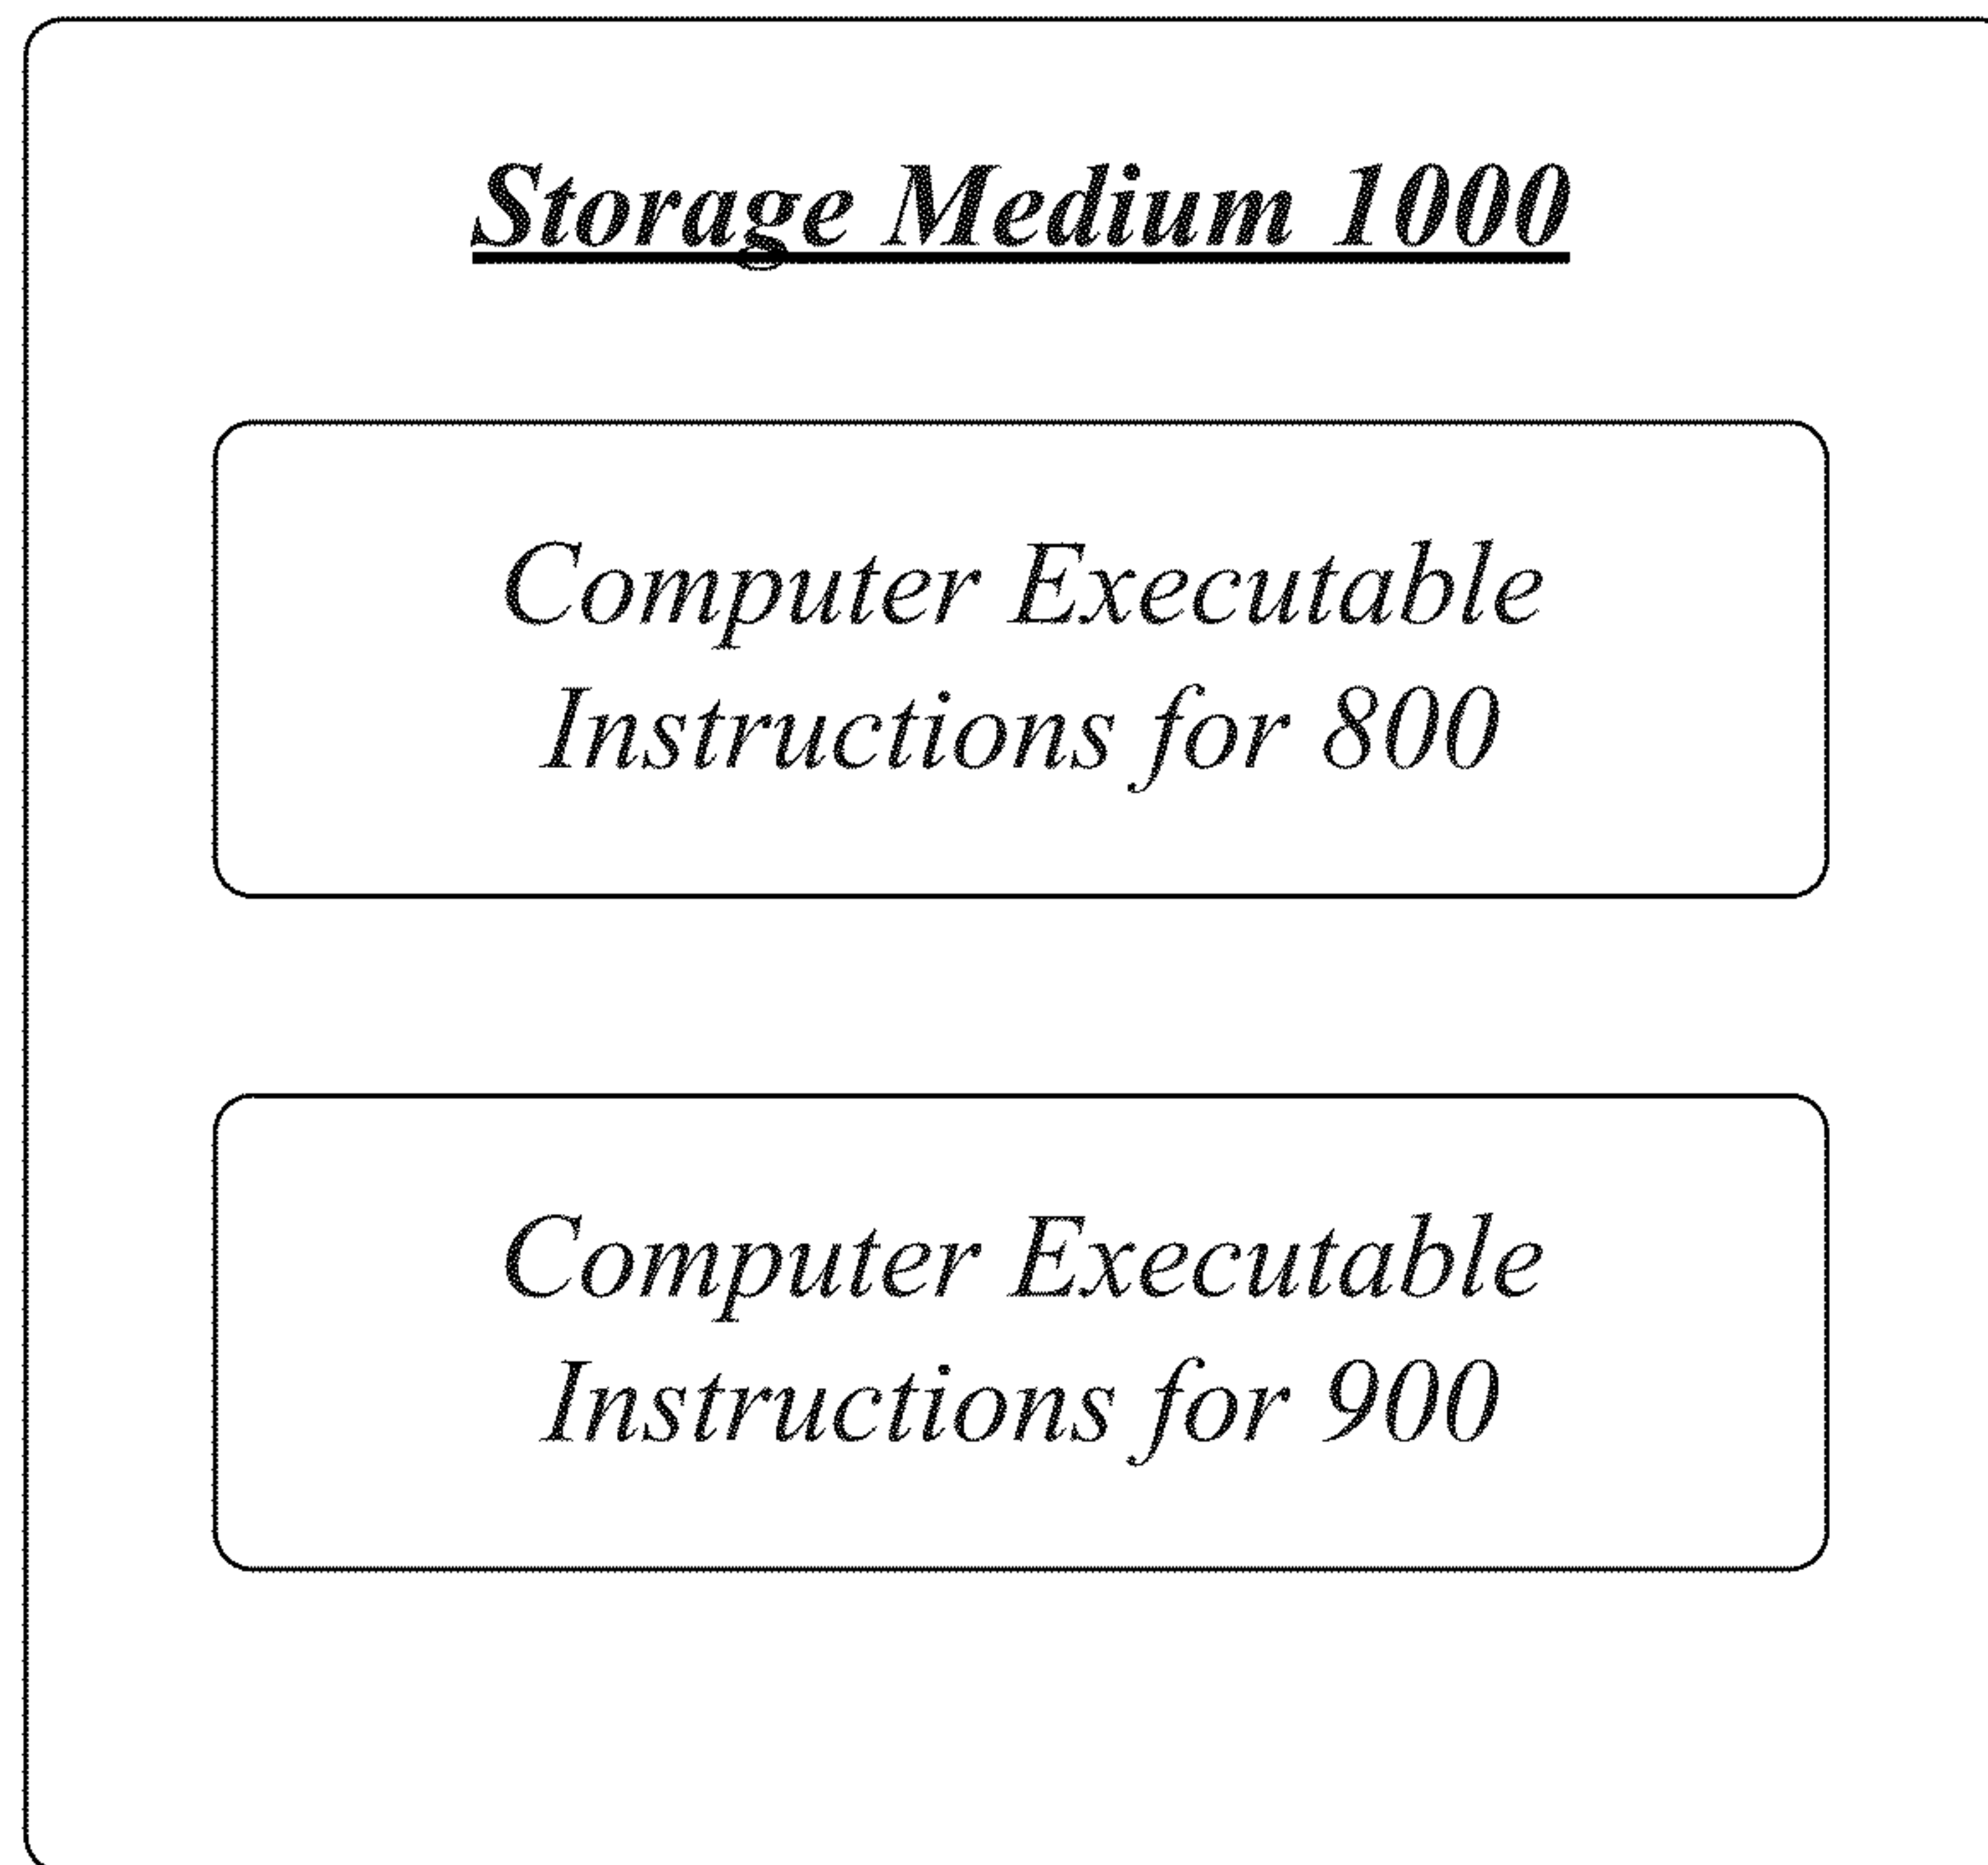 Storage Medium 1000
Computer Executable
Instructions for 800
Computer Executable
Instructions for 900